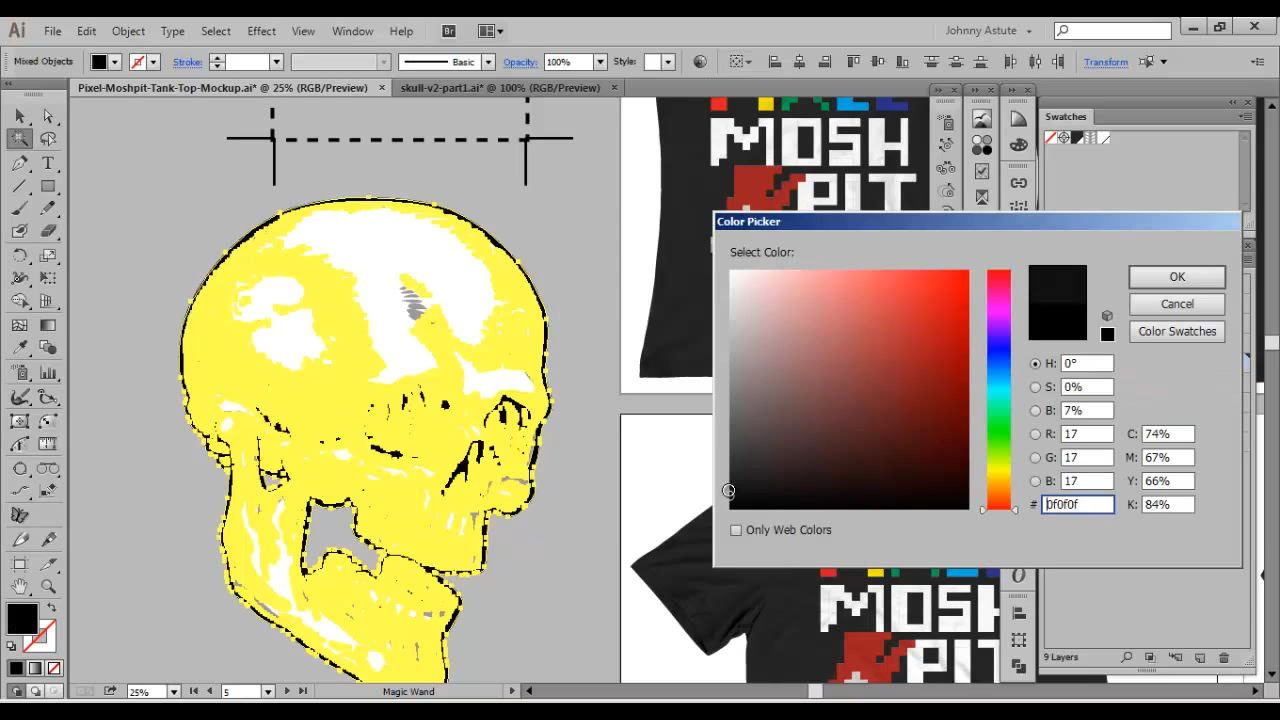 Ai File Edit Object Type Select Effect View Window Help Br Johnny Astute
Mixed Objects Stroke: Basic Opacity: 100% Style: Transform
Pixel-Moshpit-Tank-Top-Mockup.ai* @ 25% (RGB/Preview) × skull-v2-part1.ai* @ 100% (RGB/Preview) ×
Swatches
MOSH
PIT
Color Picker
Select Color:
OK
Cancel
Color Swatches
H: 0°
S: 0%
B: 7%
R: 17 C: 74%
G: 17 M: 67%
B: 17 Y: 66%
# 0f0f0f K: 84%
Only Web Colors
MOSH
PIT
9 Layers
25% 5 Magic Wand